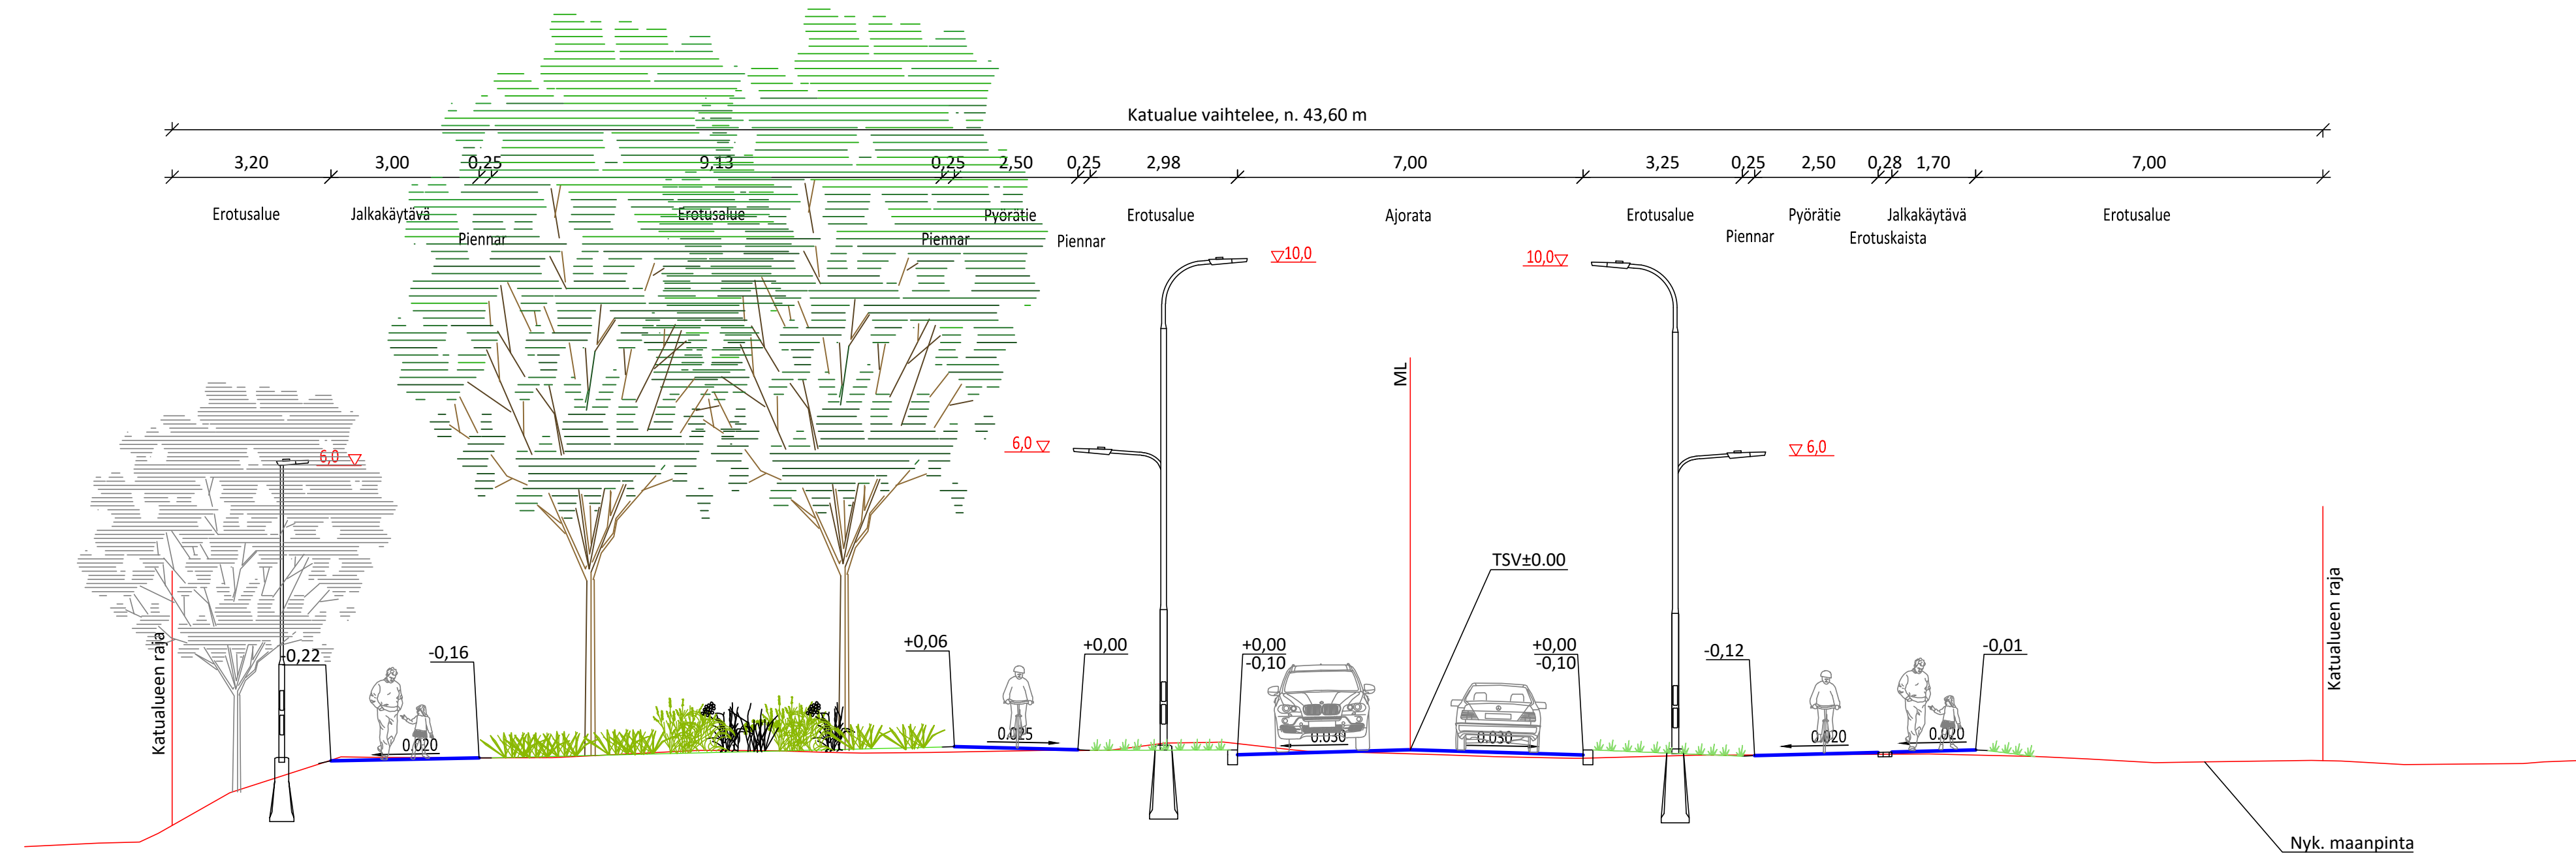 Katualue vaihtelee, n. 43,60 m
3,20 3,00 0,25 9,13 0,25 2,50 0,25 2,98 7,00 3,25 0,25 2,50 0,28 1,70 7,00
Erotusalue Jalkakäytävä Erotusalue Pyörätie Erotusalue Ajorata Erotusalue Pyörätie Jalkakäytävä Erotusalue
Piennar Piennar Piennar Piennar Erotuskaista
10,0 10,0
ML
6,0 6,0 6,0
TSV±0.00
Katualueen raja Katualueen raja
-0,22 -0,16 +0,06 +0,00 +0,00 +0,00 -0,12 -0,01
-0,10 -0,10
0.020 0.025 0.030 0.030 0.020 0.020
Nyk. maanpinta